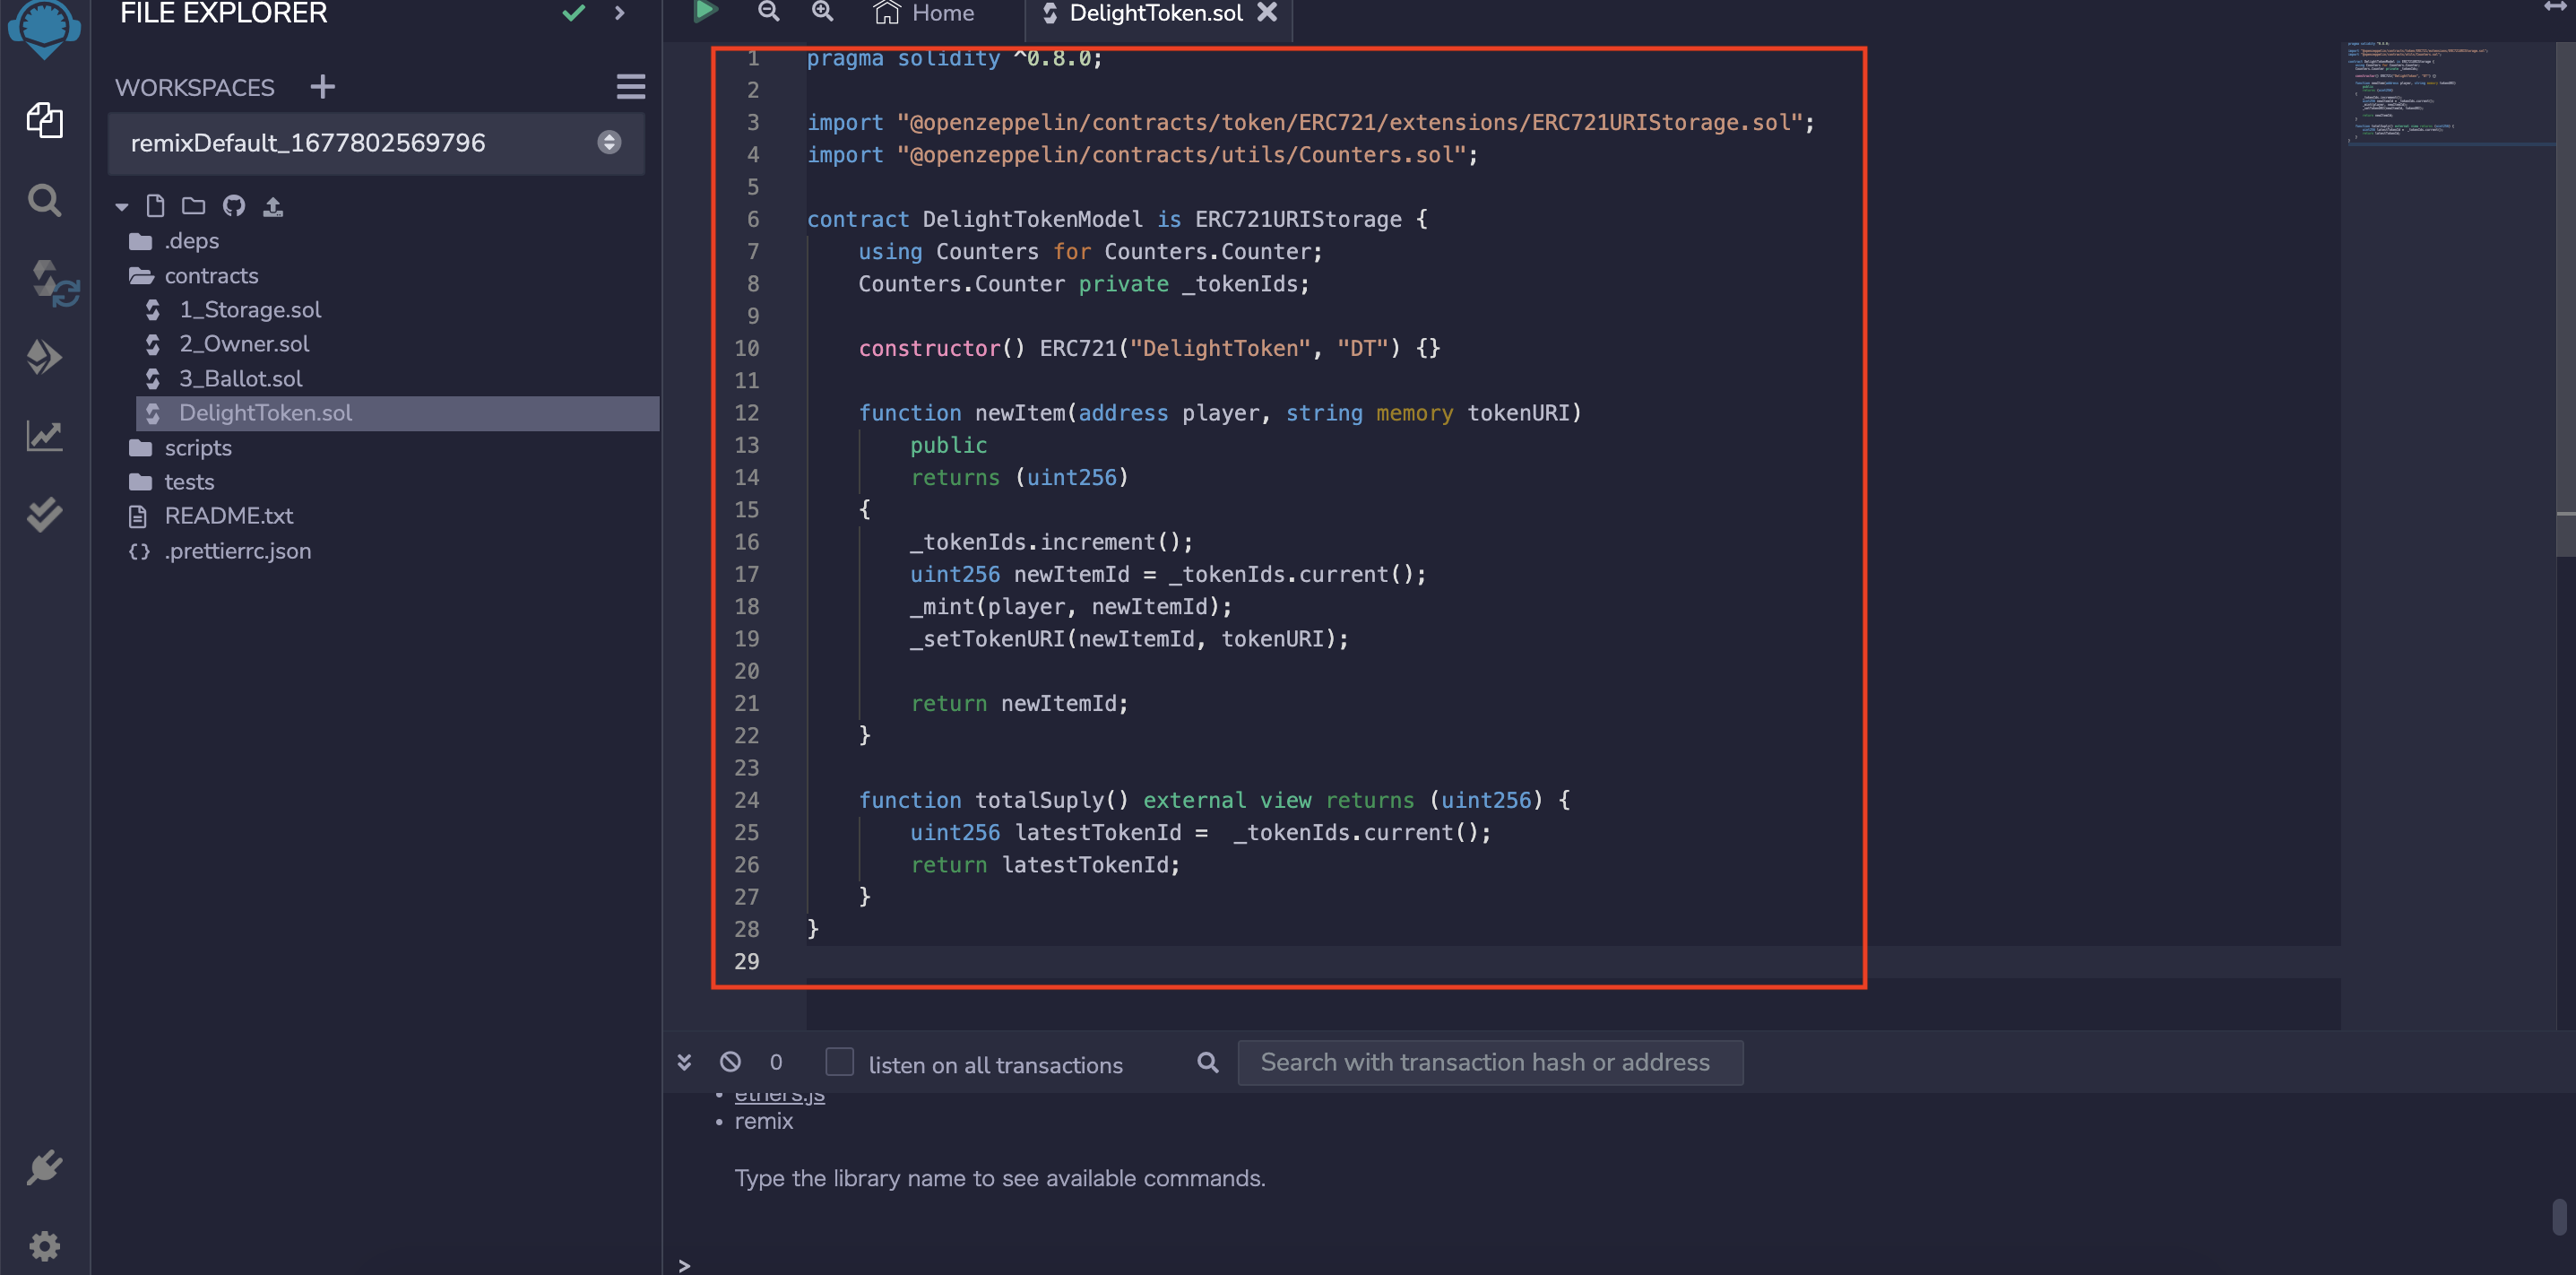 FILE EXPLORER
WORKSPACES
remixDefault_1677802569796
.deps
contracts
1_Storage.sol
2_Owner.sol
3_Ballot.sol
DelightToken.sol
scripts
tests
README.txt
.prettierrc.json
Home
DelightToken.sol
1 pragma solidity ^0.8.0;
2
3 import "@openzeppelin/contracts/token/ERC721/extensions/ERC721URIStorage.sol";
4 import "@openzeppelin/contracts/utils/Counters.sol";
5
6 contract DelightTokenModel is ERC721URIStorage {
7     using Counters for Counters.Counter;
8     Counters.Counter private _tokenIds;
9
10     constructor() ERC721("DelightToken", "DT") {}
11
12     function newItem(address player, string memory tokenURI)
13         public
14         returns (uint256)
15     {
16         _tokenIds.increment();
17         uint256 newItemId = _tokenIds.current();
18         _mint(player, newItemId);
19         _setTokenURI(newItemId, tokenURI);
20
21         return newItemId;
22     }
23
24     function totalSuply() external view returns (uint256) {
25         uint256 latestTokenId =  _tokenIds.current();
26         return latestTokenId;
27     }
28 }
29
0
listen on all transactions
Search with transaction hash or address
• ethers.js
• remix
Type the library name to see available commands.
>